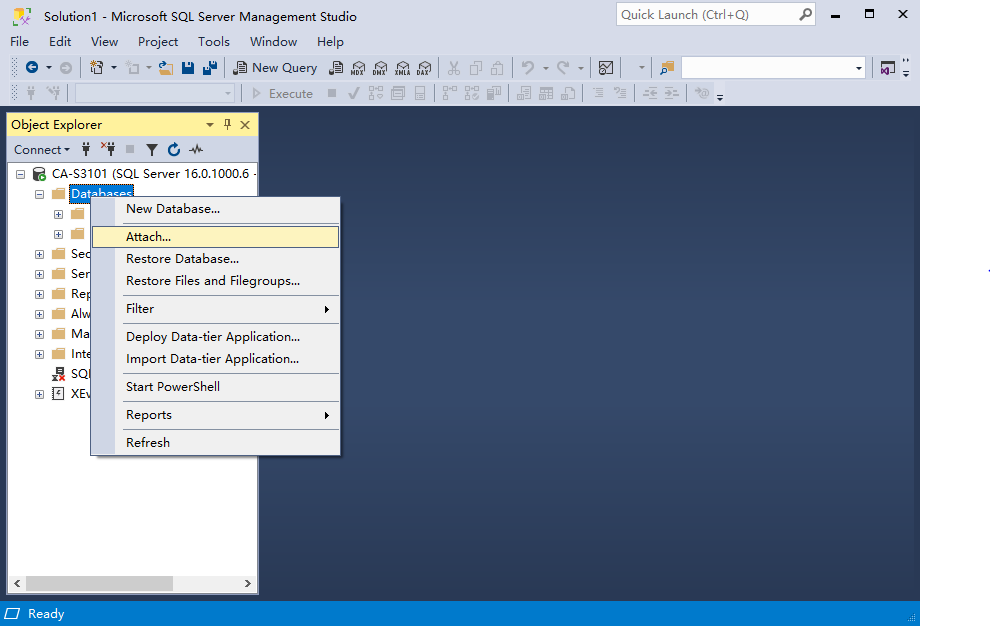 Solution1 - Microsoft SQL Server Management Studio
Quick Launch (Ctrl+Q)
File Edit View Project Tools Window Help
New Query MDX DMX XMLA DAX
Execute
Object Explorer
Connect
CA-S3101 (SQL Server 16.0.1000.6 -
Databases
New Database...
Attach...
Restore Database...
Restore Files and Filegroups...
Filter
Deploy Data-tier Application...
Import Data-tier Application...
Start PowerShell
Reports
Refresh
Sec
Ser
Rep
Alw
Ma
Inte
SQL
XEv
Ready